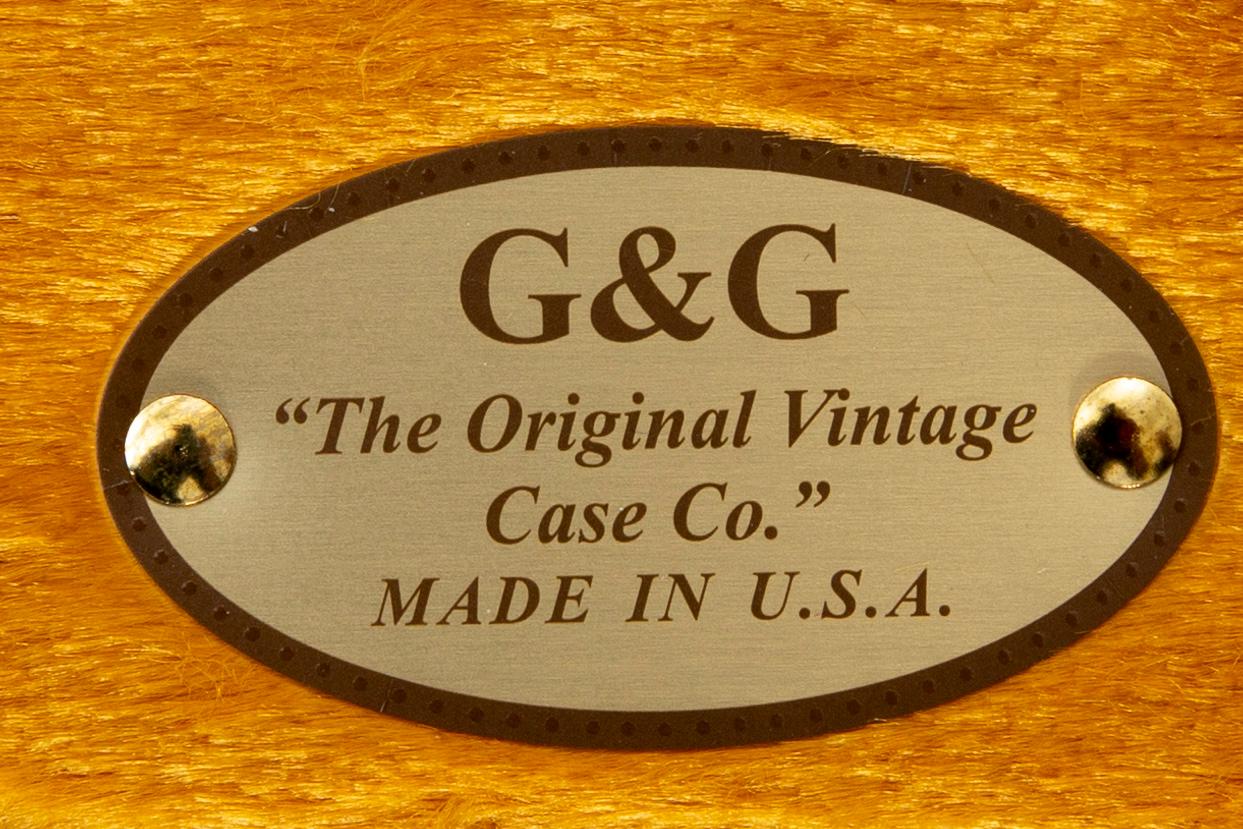 G&G
“The Original Vintage
Case Co.”
MADE IN U.S.A.